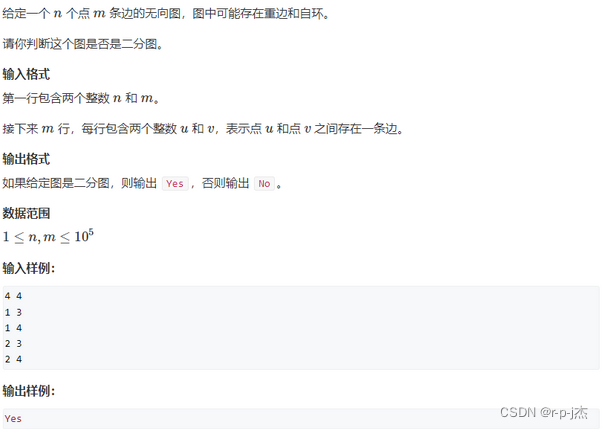 给定一个 n 个点 m 条边的无向图，图中可能存在重边和自环。
请你判断这个图是否是二分图。
输入格式
第一行包含两个整数 n 和 m。
接下来 m 行，每行包含两个整数 u 和 v，表示点 u 和点 v 之间存在一条边。
输出格式
如果给定图是二分图，则输出 Yes ，否则输出 No 。
数据范围
1 ≤ n, m ≤ 10⁵
输入样例：
4 4
1 3
1 4
2 3
2 4
输出样例：
Yes
CSDN @r-p-j杰